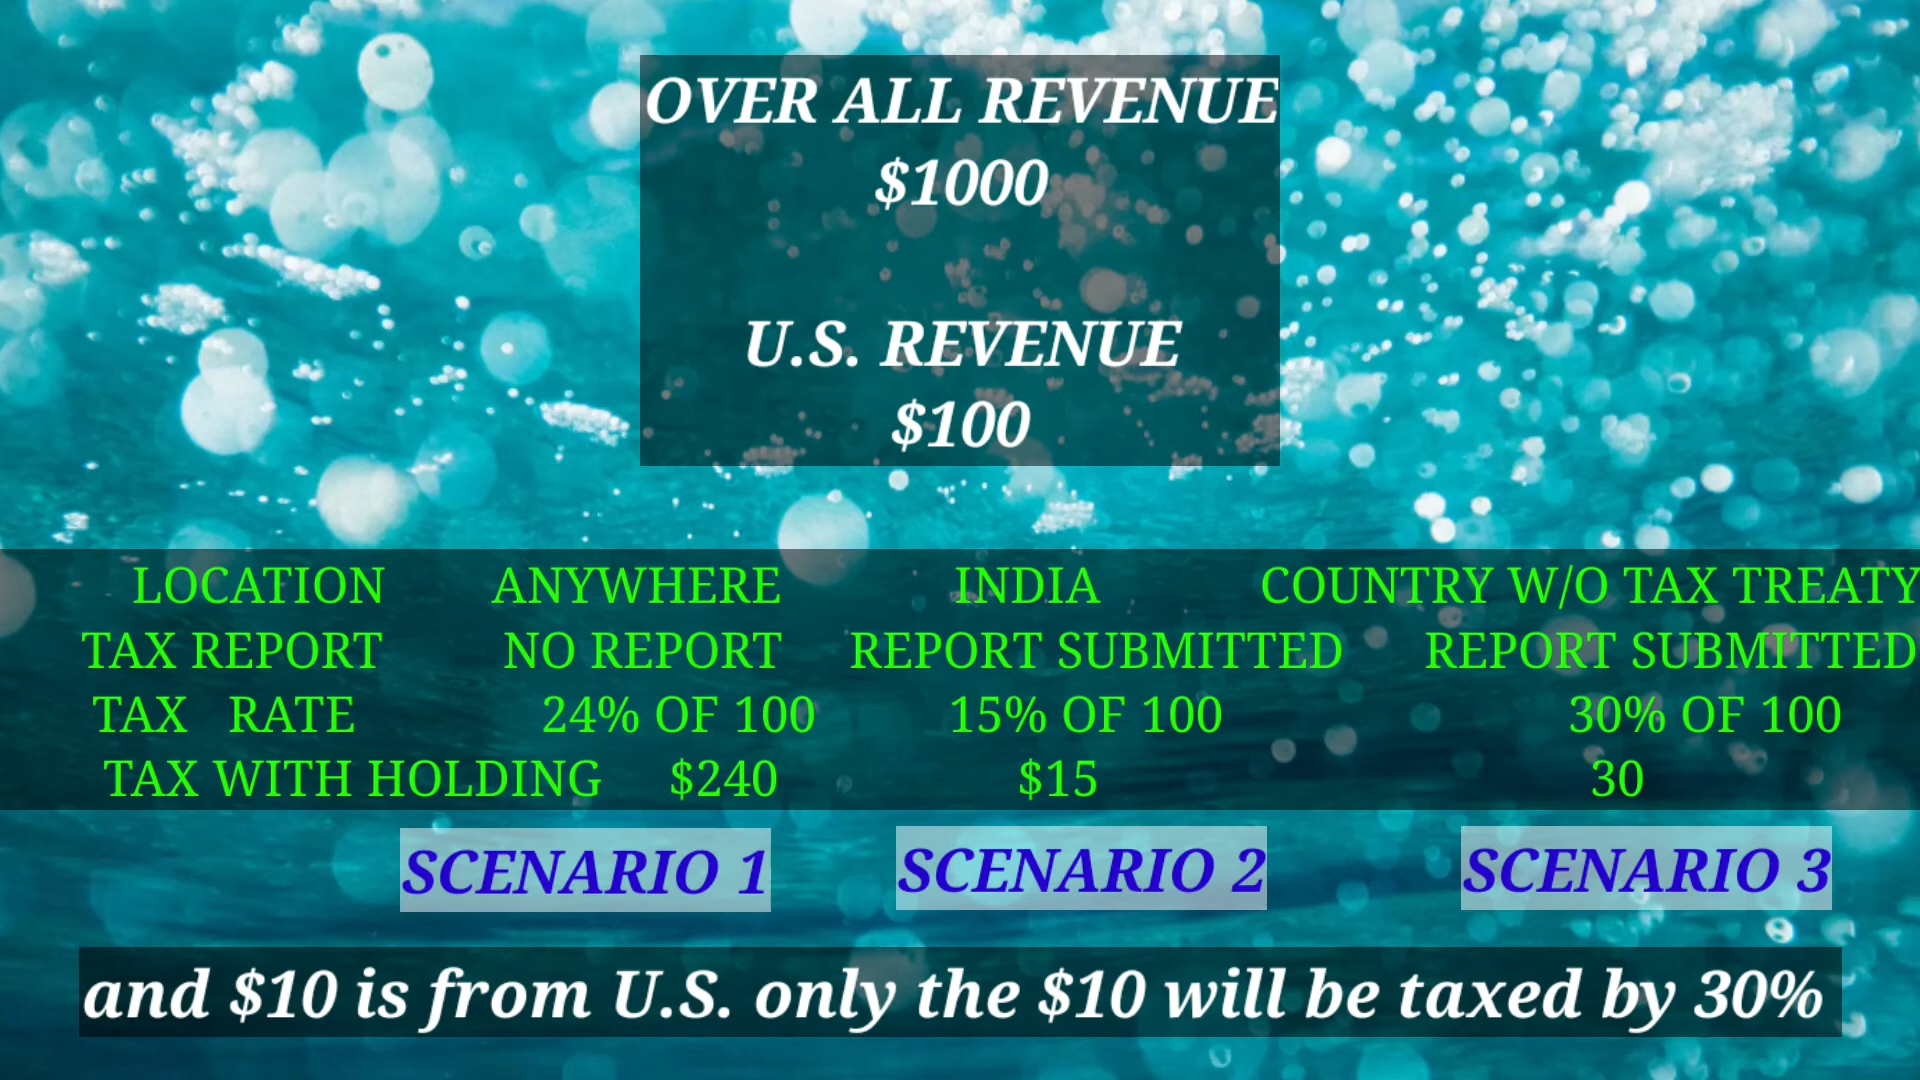 OVER ALL REVENUE
$1000
U.S. REVENUE
$100
LOCATION ANYWHERE INDIA COUNTRY W/O TAX TREATY
TAX REPORT NO REPORT REPORT SUBMITTED REPORT SUBMITTED
TAX RATE 24% OF 100 15% OF 100 30% OF 100
TAX WITH HOLDING $240 $15 30
SCENARIO 1 SCENARIO 2 SCENARIO 3
and $10 is from U.S. only the $10 will be taxed by 30%